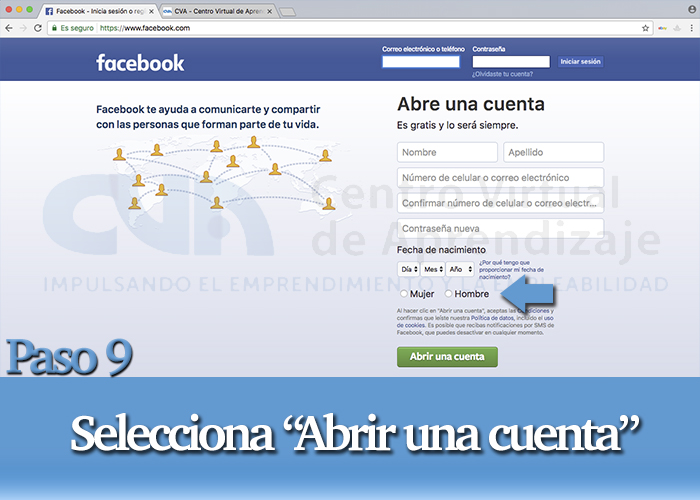 Facebook - Inicia sesión o regi
CVA - Centro Virtual de Aprend
Es seguro
https://www.facebook.com
facebook
Correo electrónico o teléfono
Contraseña
Iniciar sesión
¿Olvidaste tu cuenta?
Facebook te ayuda a comunicarte y compartir
con las personas que forman parte de tu vida.
Abre una cuenta
Es gratis y lo será siempre.
Nombre
Apellido
Número de celular o correo electrónico
Confirmar número de celular o correo electr...
Contraseña nueva
CVA
Centro Virtual
de Aprendizaje
IMPULSANDO EL EMPRENDIMIENTO Y LA EMPLEABILIDAD
Fecha de nacimiento
Día
Mes
Año
¿Por qué tengo que
proporcionar mi fecha de
nacimiento?
Mujer
Hombre
Al hacer clic en "Abrir una cuenta", aceptas las Condiciones y
confirmas que leíste nuestra Política de datos, incluido el uso
de cookies. Es posible que recibas notificaciones por SMS de
Facebook, que puedes desactivar en cualquier momento.
Abrir una cuenta
Paso 9
Selecciona “Abrir una cuenta”